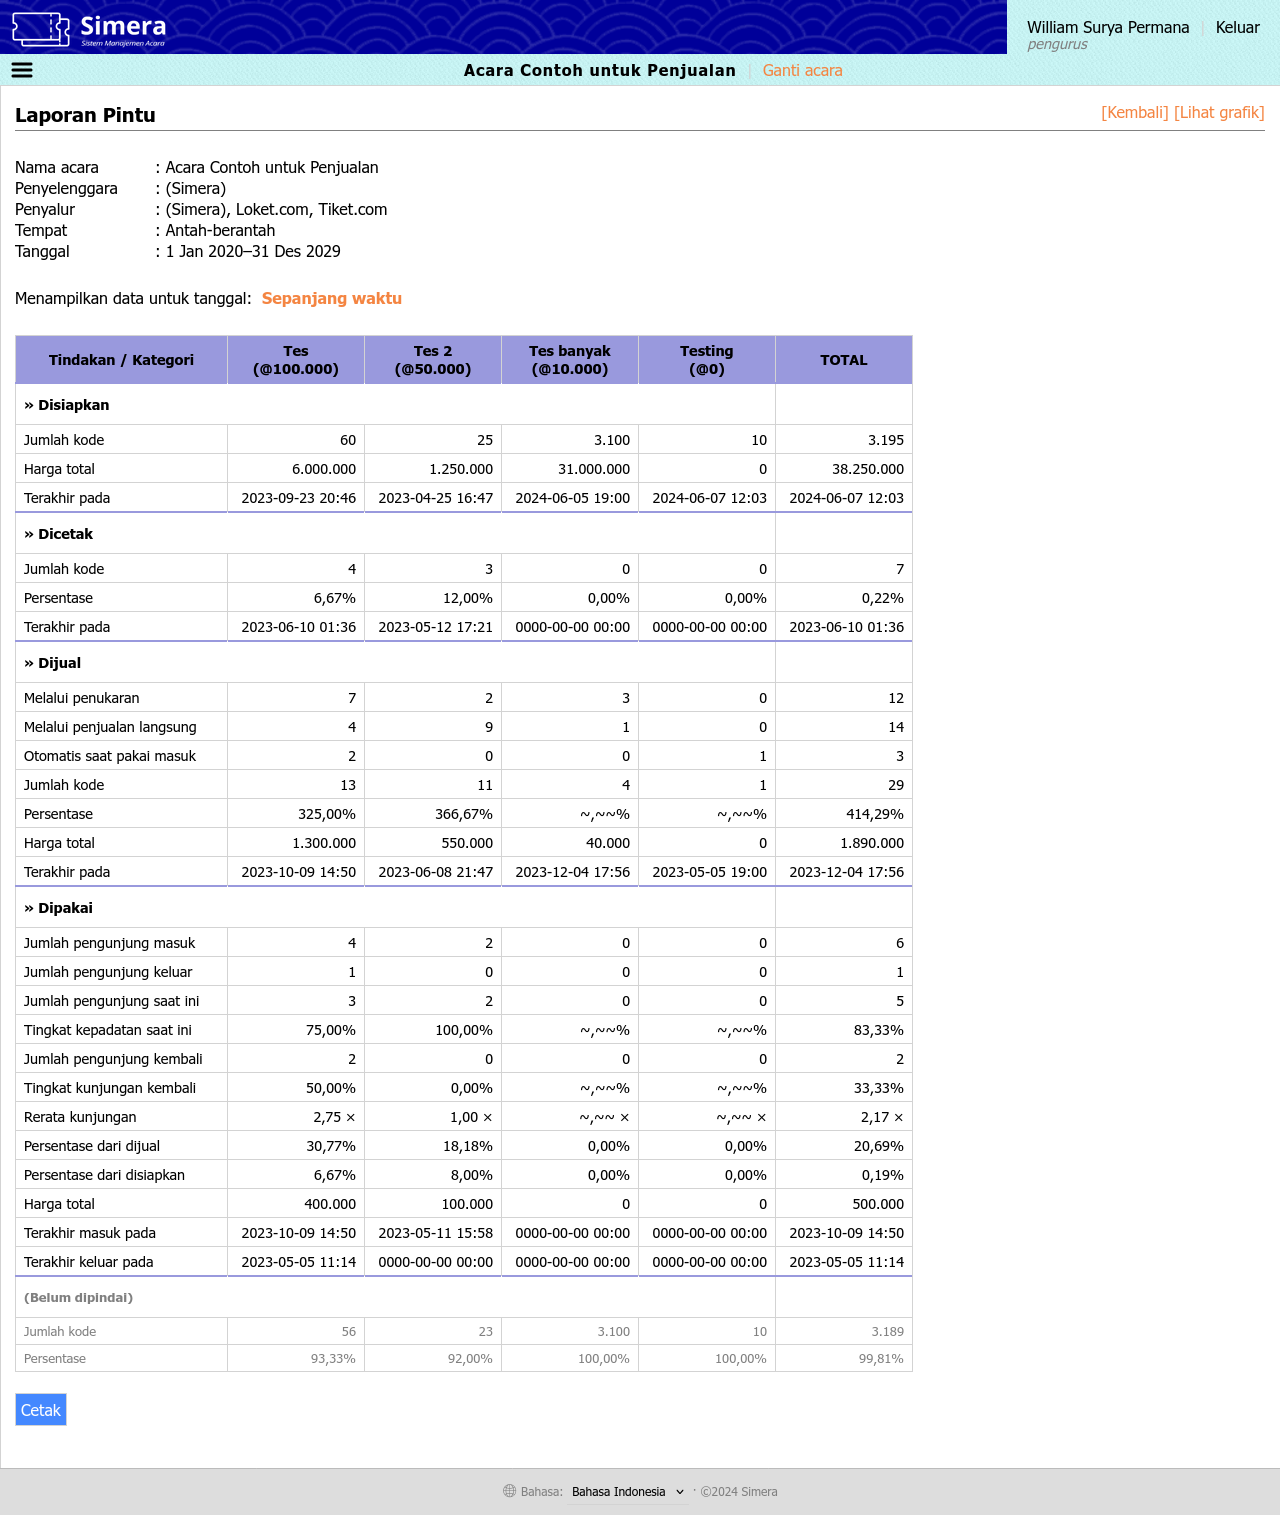 Simera
Sistem Manajemen Acara
William Surya Permana | Keluar
pengurus
Acara Contoh untuk Penjualan | Ganti acara
Laporan Pintu
[Kembali] [Lihat grafik]
Nama acara : Acara Contoh untuk Penjualan
Penyelenggara : (Simera)
Penyalur : (Simera), Loket.com, Tiket.com
Tempat : Antah-berantah
Tanggal : 1 Jan 2020–31 Des 2029
Menampilkan data untuk tanggal: Sepanjang waktu
Tindakan / Kategori Tes (@100.000) Tes 2 (@50.000) Tes banyak (@10.000) Testing (@0) TOTAL
» Disiapkan
Jumlah kode 60 25 3.100 10 3.195
Harga total 6.000.000 1.250.000 31.000.000 0 38.250.000
Terakhir pada 2023-09-23 20:46 2023-04-25 16:47 2024-06-05 19:00 2024-06-07 12:03 2024-06-07 12:03
» Dicetak
Jumlah kode 4 3 0 0 7
Persentase 6,67% 12,00% 0,00% 0,00% 0,22%
Terakhir pada 2023-06-10 01:36 2023-05-12 17:21 0000-00-00 00:00 0000-00-00 00:00 2023-06-10 01:36
» Dijual
Melalui penukaran 7 2 3 0 12
Melalui penjualan langsung 4 9 1 0 14
Otomatis saat pakai masuk 2 0 0 1 3
Jumlah kode 13 11 4 1 29
Persentase 325,00% 366,67% ~,~~% ~,~~% 414,29%
Harga total 1.300.000 550.000 40.000 0 1.890.000
Terakhir pada 2023-10-09 14:50 2023-06-08 21:47 2023-12-04 17:56 2023-05-05 19:00 2023-12-04 17:56
» Dipakai
Jumlah pengunjung masuk 4 2 0 0 6
Jumlah pengunjung keluar 1 0 0 0 1
Jumlah pengunjung saat ini 3 2 0 0 5
Tingkat kepadatan saat ini 75,00% 100,00% ~,~~% ~,~~% 83,33%
Jumlah pengunjung kembali 2 0 0 0 2
Tingkat kunjungan kembali 50,00% 0,00% ~,~~% ~,~~% 33,33%
Rerata kunjungan 2,75 × 1,00 × ~,~~ × ~,~~ × 2,17 ×
Persentase dari dijual 30,77% 18,18% 0,00% 0,00% 20,69%
Persentase dari disiapkan 6,67% 8,00% 0,00% 0,00% 0,19%
Harga total 400.000 100.000 0 0 500.000
Terakhir masuk pada 2023-10-09 14:50 2023-05-11 15:58 0000-00-00 00:00 0000-00-00 00:00 2023-10-09 14:50
Terakhir keluar pada 2023-05-05 11:14 0000-00-00 00:00 0000-00-00 00:00 0000-00-00 00:00 2023-05-05 11:14
(Belum dipindai)
Jumlah kode 56 23 3.100 10 3.189
Persentase 93,33% 92,00% 100,00% 100,00% 99,81%
Cetak
Bahasa: Bahasa Indonesia · ©2024 Simera